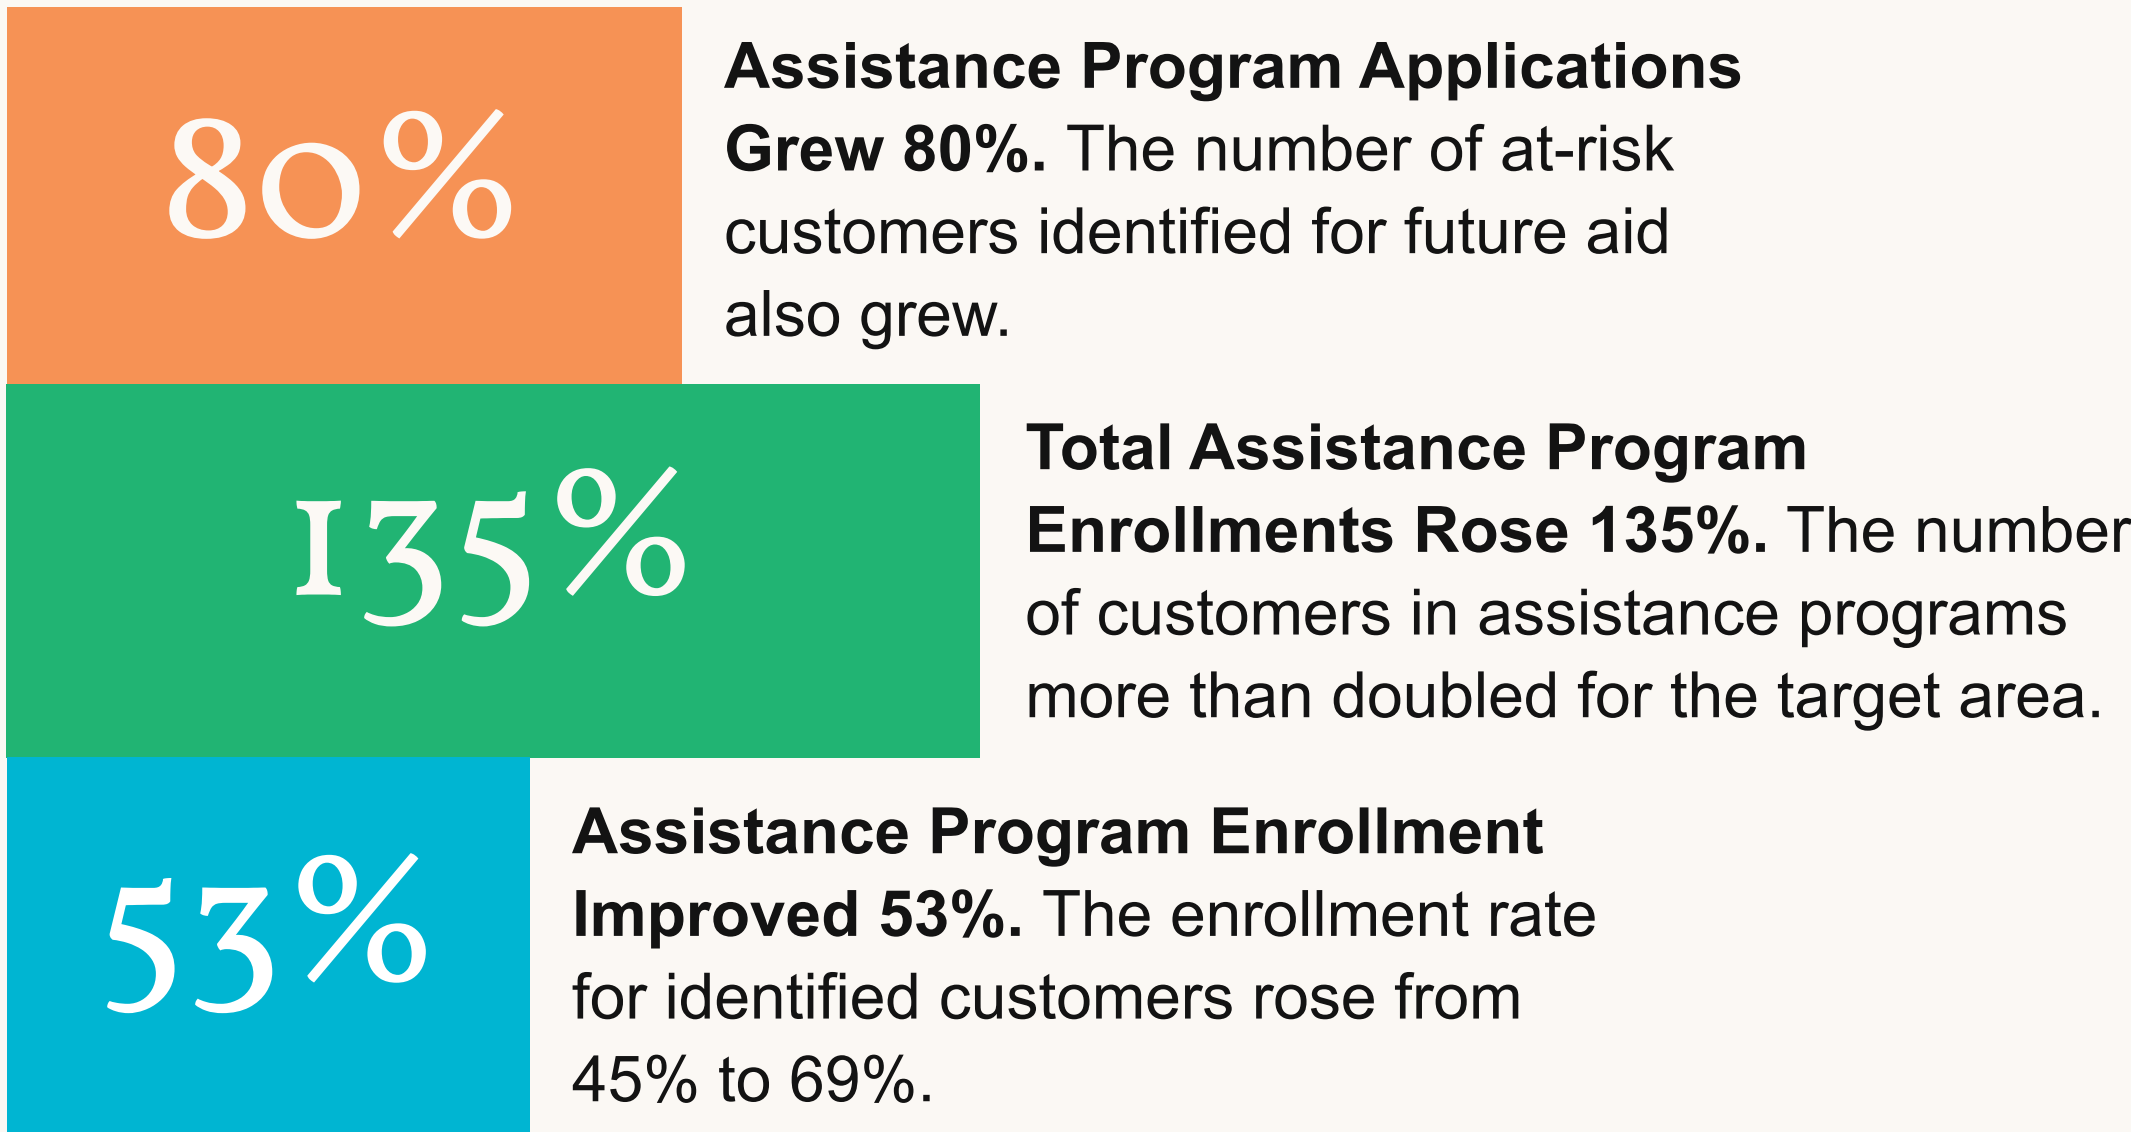 80%
Assistance Program Applications
Grew 80%. The number of at-risk
customers identified for future aid
also grew.
135%
Total Assistance Program
Enrollments Rose 135%. The number
of customers in assistance programs
more than doubled for the target area.
53%
Assistance Program Enrollment
Improved 53%. The enrollment rate
for identified customers rose from
45% to 69%.